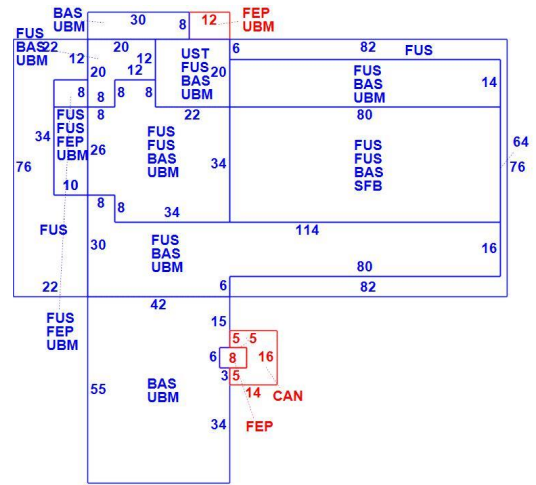 BAS
UBM
30
8
12
FEP
UBM
FUS
BAS
UBM
22
12
20
12
20
12
UST
FUS
BAS
UBM
20
6
82
FUS
FUS
BAS
UBM
14
8
8
8
8
8
22
80
34
FUS
FUS
FEP
UBM
26
FUS
FUS
BAS
UBM
34
FUS
FUS
BAS
SFB
64
76
76
10
8
8
34
114
FUS
30
FUS
BAS
UBM
16
80
22
6
82
42
FUS
FEP
UBM
15
5
5
6
8
16
3
5
14
CAN
55
BAS
UBM
34
FEP